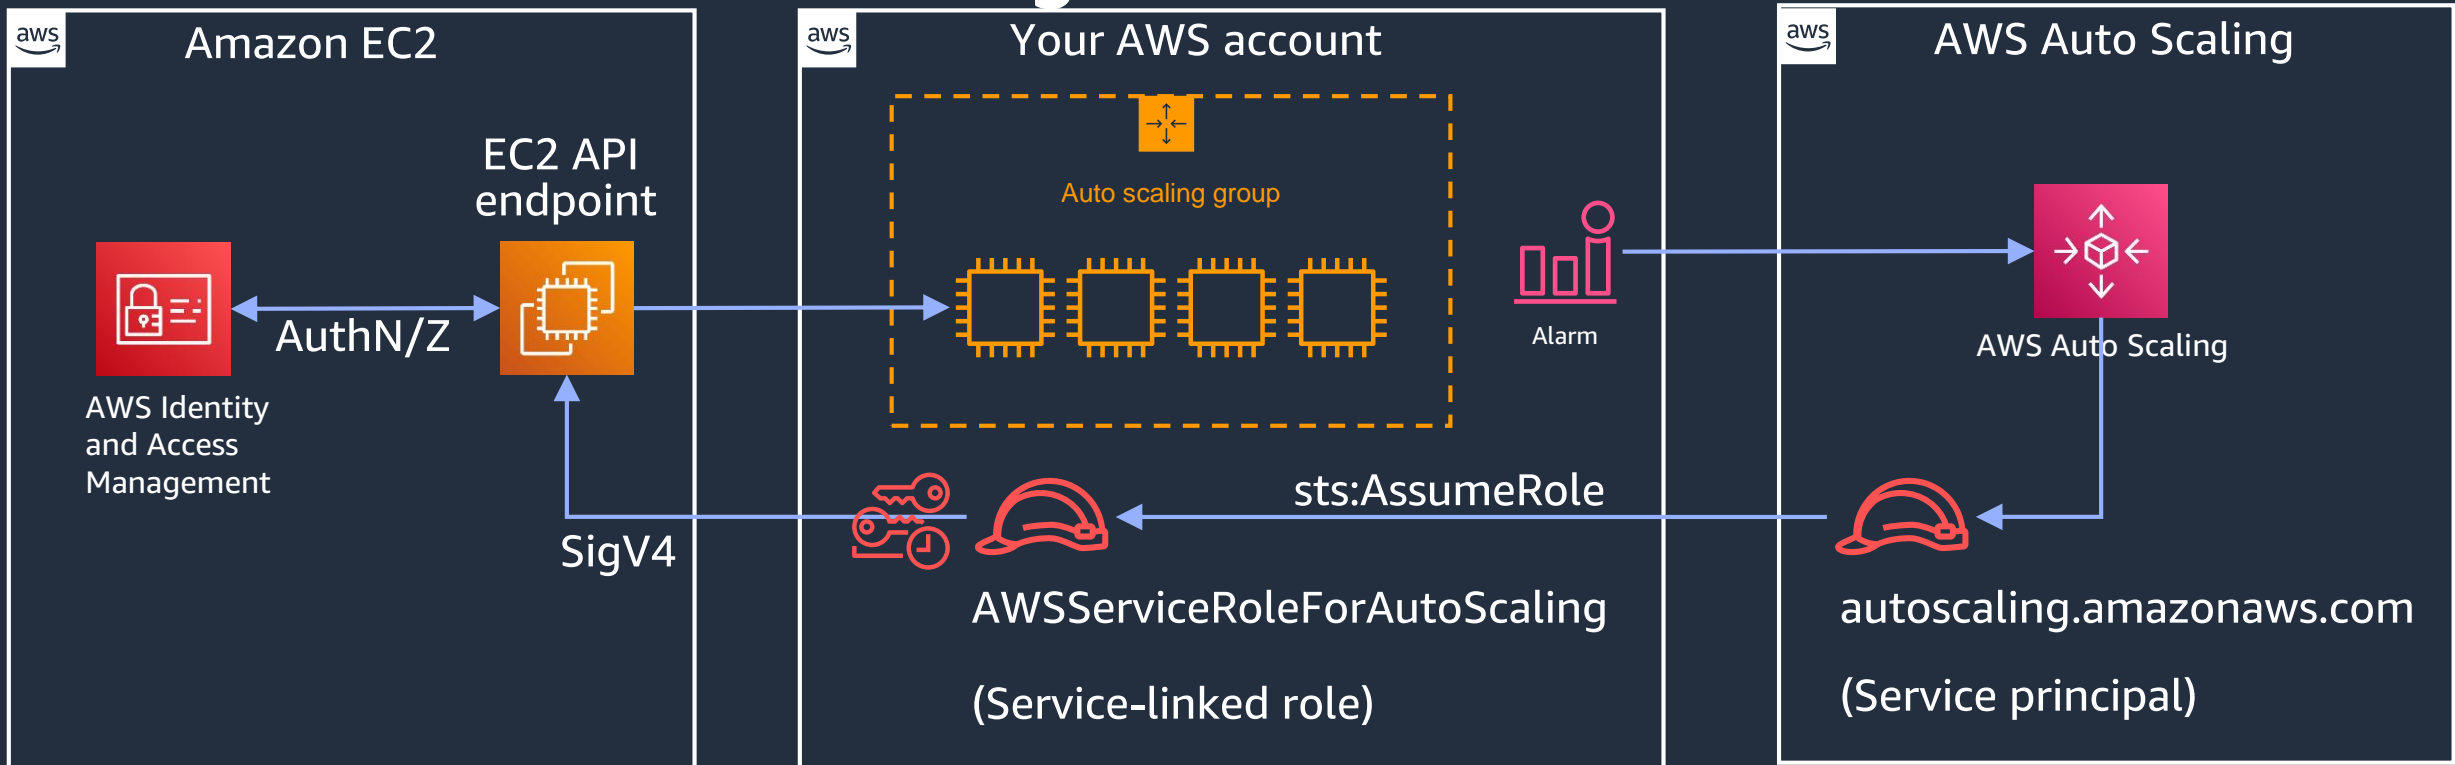 aws
Amazon EC2
EC2 API
endpoint
AuthN/Z
AWS Identity
and Access
Management
SigV4
aws
Your AWS account
Auto scaling group
Alarm
sts:AssumeRole
AWSServiceRoleForAutoScaling
(Service-linked role)
aws
AWS Auto Scaling
AWS Auto Scaling
autoscaling.amazonaws.com
(Service principal)